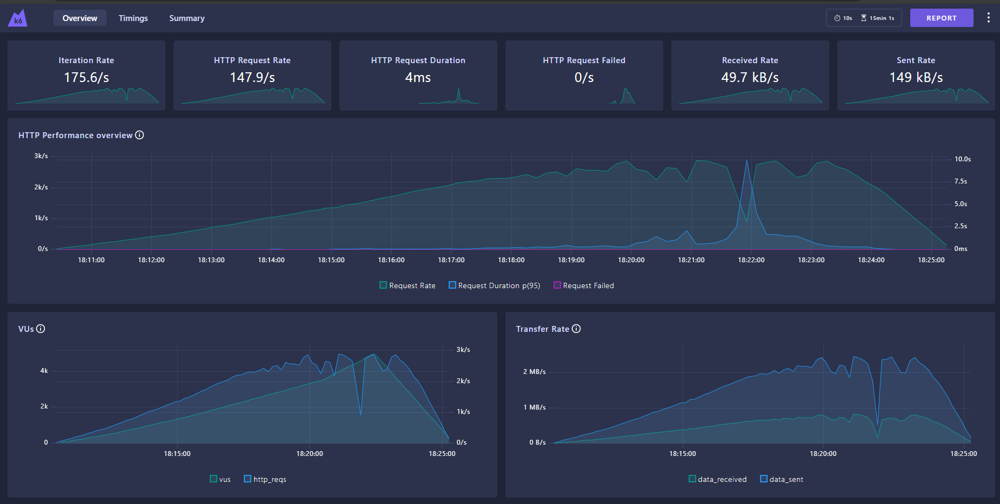 k6
Overview Timings Summary
10s 15min 1s
REPORT
Iteration Rate
175.6/s
HTTP Request Rate
147.9/s
HTTP Request Duration
4ms
HTTP Request Failed
0/s
Received Rate
49.7 kB/s
Sent Rate
149 kB/s
HTTP Performance overview
3k/s
2k/s
1k/s
0/s
10.0s
7.5s
5.0s
2.5s
0ms
18:11:00 18:12:00 18:13:00 18:14:00 18:15:00 18:16:00 18:17:00 18:18:00 18:19:00 18:20:00 18:21:00 18:22:00 18:23:00 18:24:00 18:25:00
Request Rate Request Duration p(95) Request Failed
VUs
4k
2k
0
3k/s
2k/s
1k/s
0/s
18:15:00 18:20:00 18:25:00
vus http_reqs
Transfer Rate
2 MB/s
1 MB/s
0 B/s
18:15:00 18:20:00 18:25:00
data_received data_sent